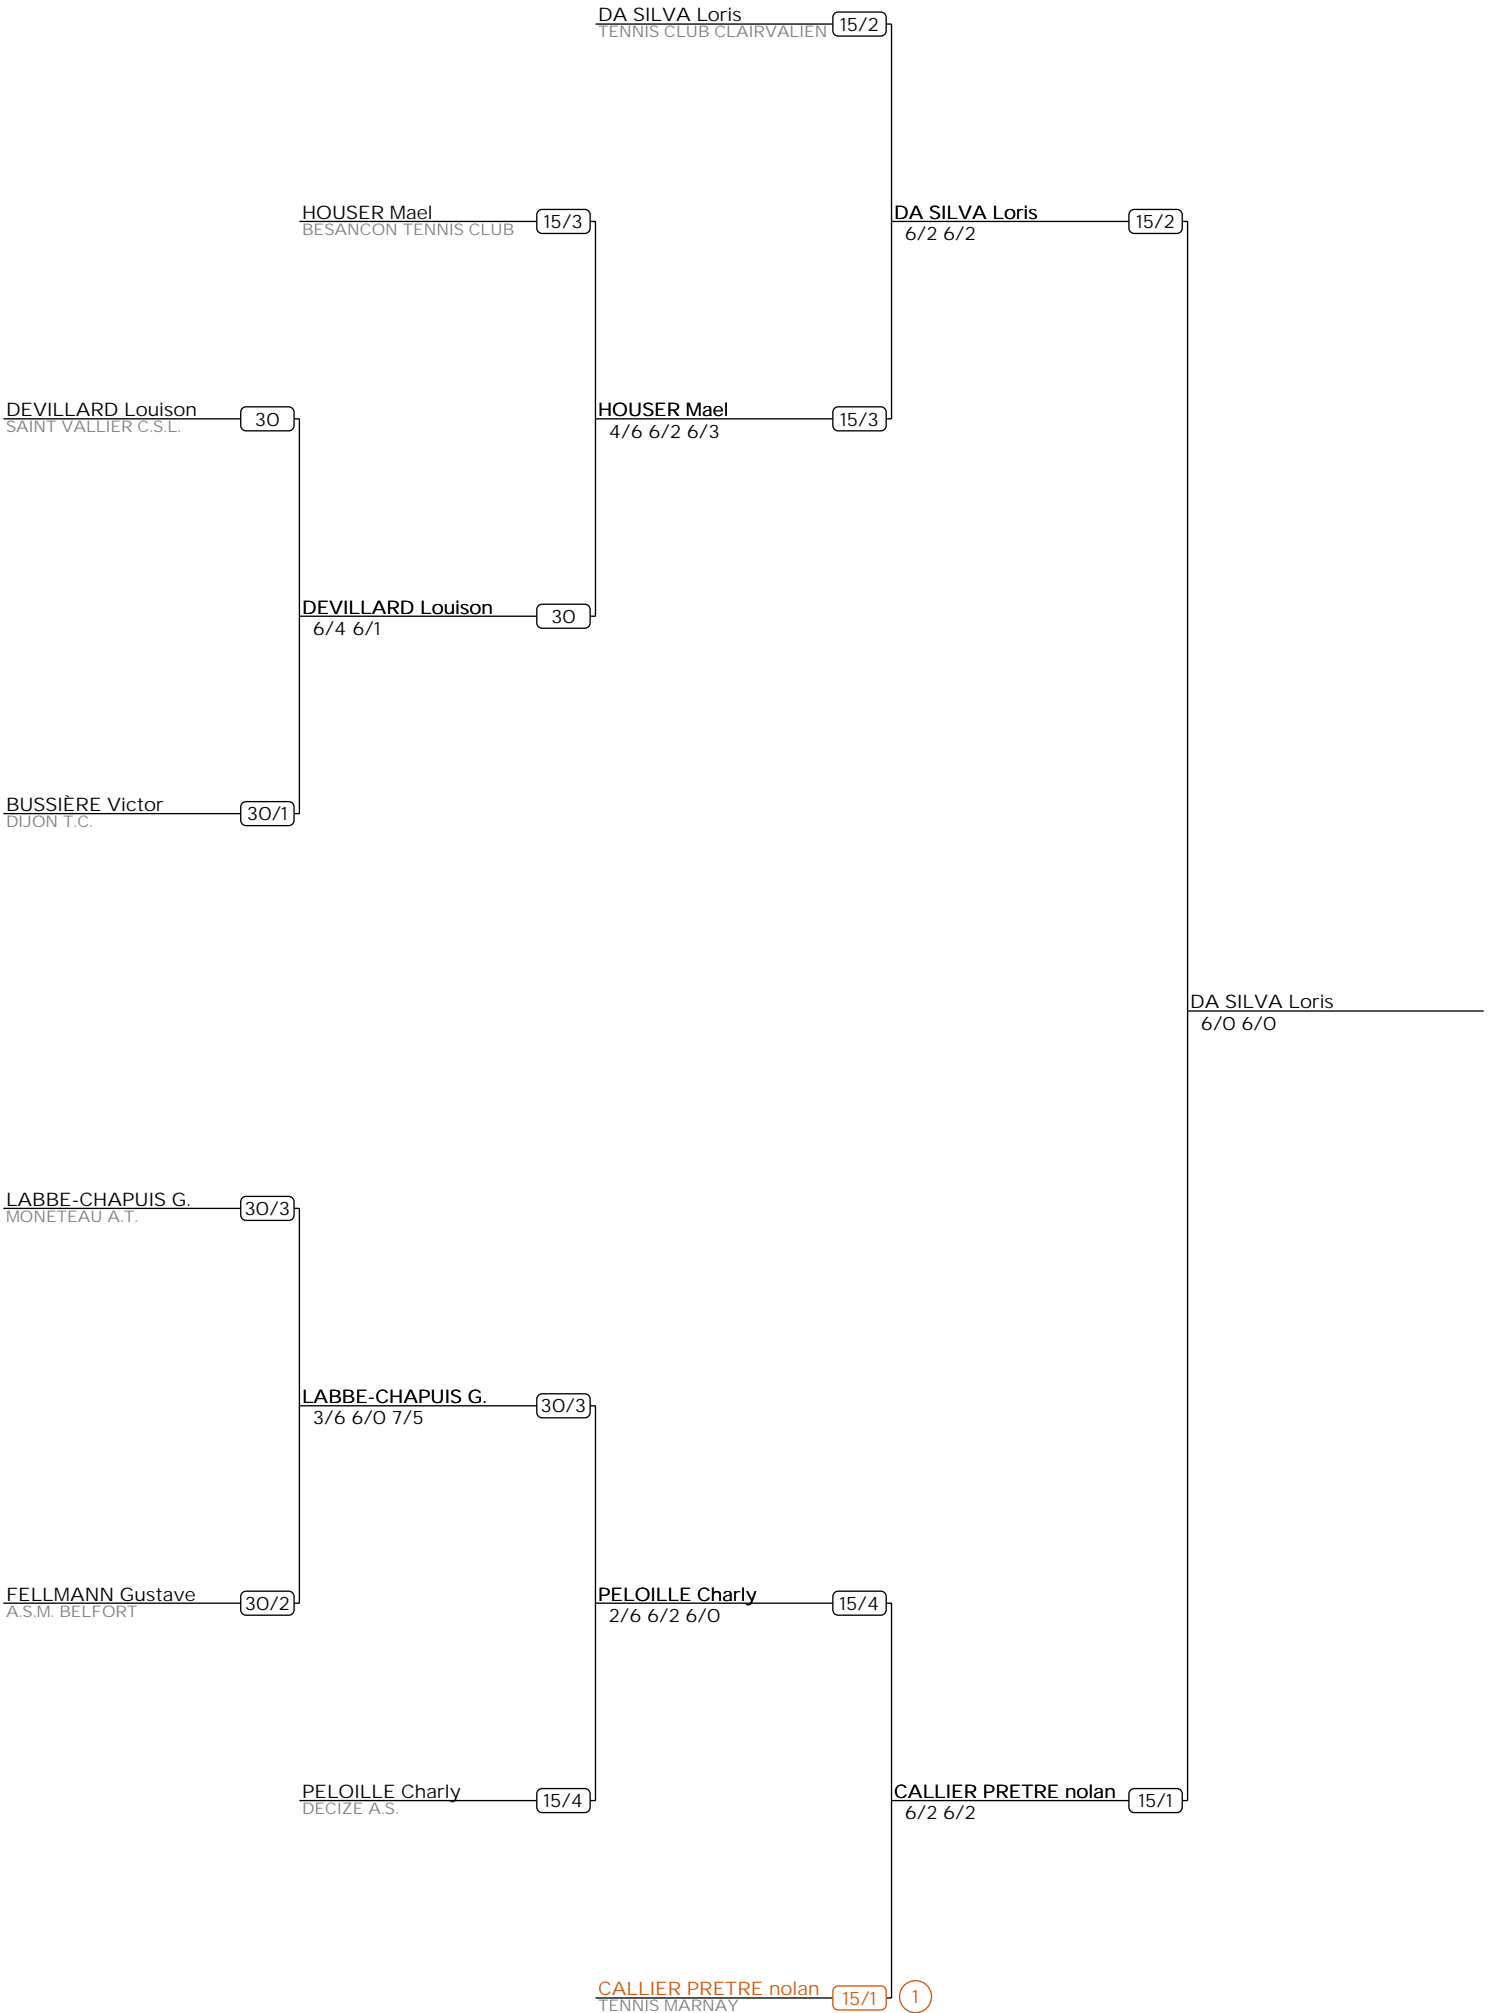 DA SILVA Loris
TENNIS CLUB CLAIRVALIEN
15/2
HOUSER Mael
BESANCON TENNIS CLUB
15/3
DA SILVA Loris
6/2 6/2
15/2
DEVILLARD Louison
SAINT VALLIER C.S.L.
30
HOUSER Mael
4/6 6/2 6/3
15/3
DEVILLARD Louison
6/4 6/1
30
BUSSIÈRE Victor
DIJON T.C.
30/1
DA SILVA Loris
6/0 6/0
LABBE-CHAPUIS G.
MONETEAU A.T.
30/3
LABBE-CHAPUIS G.
3/6 6/0 7/5
30/3
FELLMANN Gustave
A.S.M. BELFORT
30/2
PELOILLE Charly
2/6 6/2 6/0
15/4
PELOILLE Charly
DECIZE A.S.
15/4
CALLIER PRETRE nolan
6/2 6/2
15/1
CALLIER PRETRE nolan
TENNIS MARNAY
15/1
1